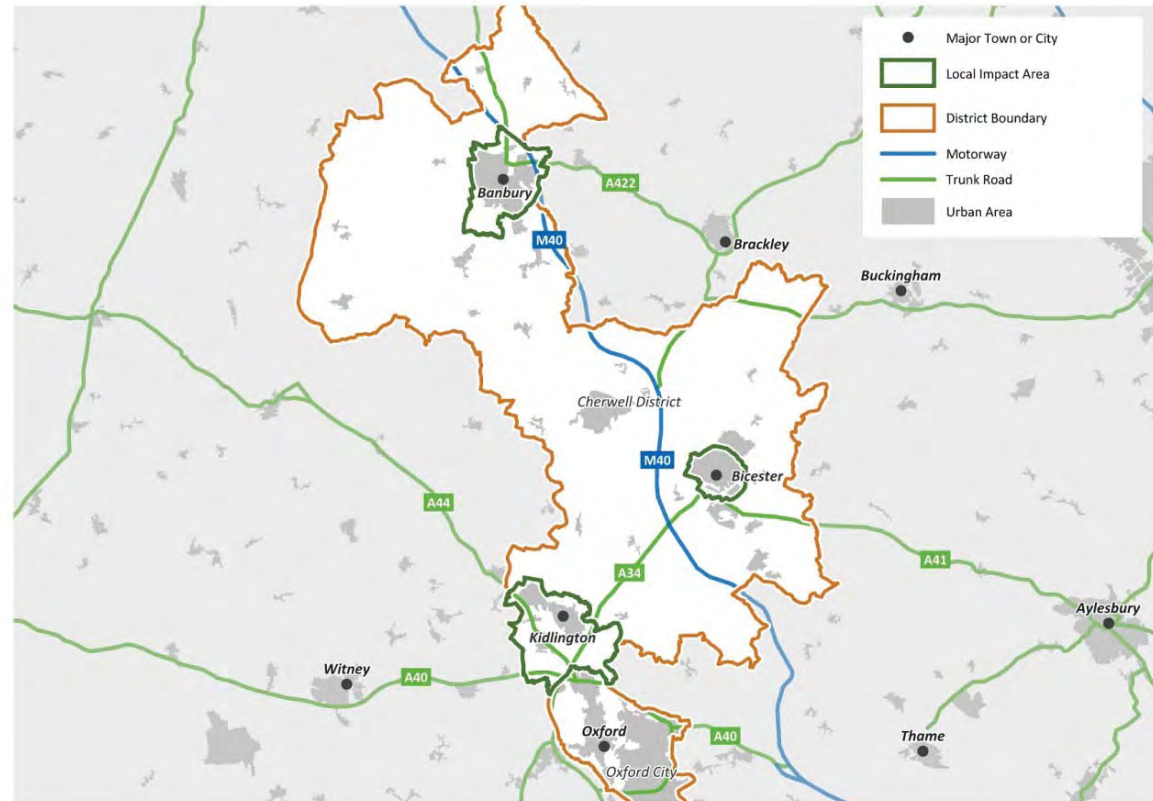 Major Town or City
Local Impact Area
District Boundary
Motorway
Trunk Road
Urban Area
Banbury
A422
M40
Brackley
Buckingham
Cherwell District
M40
Bicester
A44
A41
A34
Aylesbury
Kidlington
Witney
A40
Oxford
A40
Thame
Oxford City